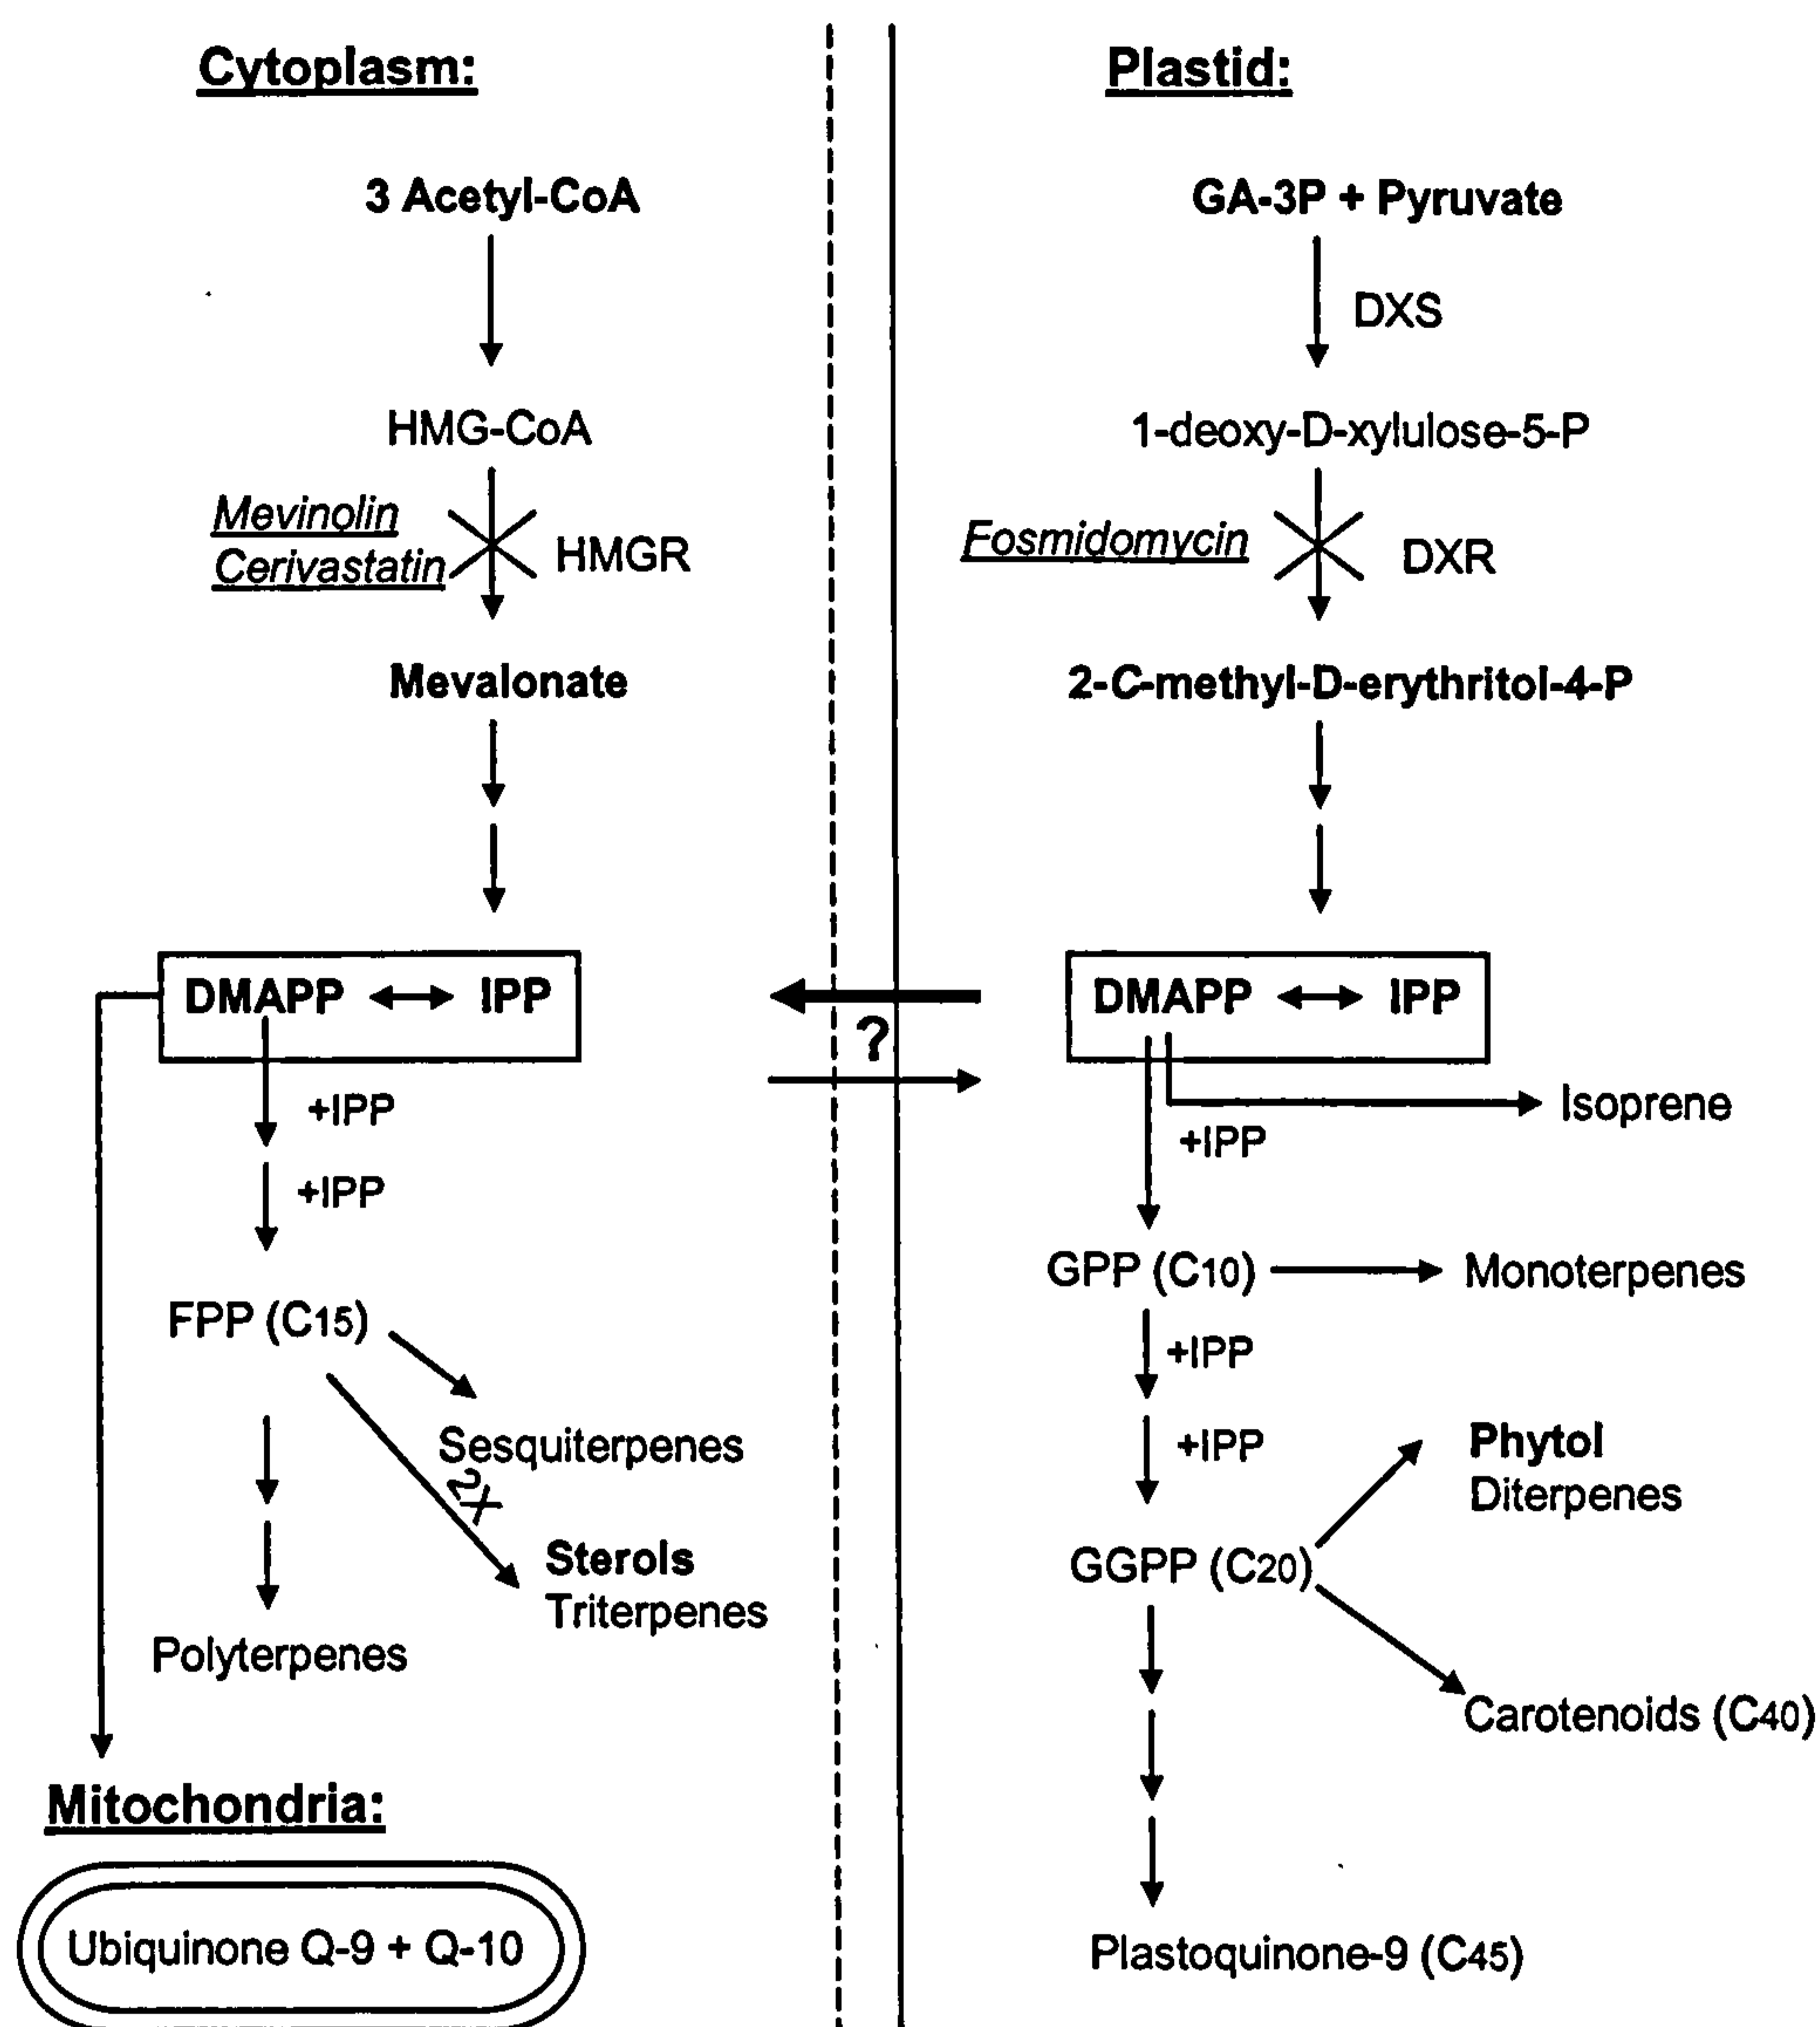 Cytoplasm:
3 Acetyl-CoA
HMG-CoA
Mevinolin
Cerivastatin
HMGR
Mevalonate
DMAPP IPP
+IPP
+IPP
FPP (C15)
Sesquiterpenes
2X
Sterols
Triterpenes
Polyterpenes
Mitochondria:
Ubiquinone Q-9 + Q-10
?
Plastid:
GA-3P + Pyruvate
DXS
1-deoxy-D-xylulose-5-P
Fosmidomycin
DXR
2-C-methyl-D-erythritol-4-P
DMAPP IPP
Isoprene
+IPP
GPP (C10) Monoterpenes
+IPP
+IPP
Phytol
Diterpenes
GGPP (C20)
Carotenoids (C40)
Plastoquinone-9 (C45)